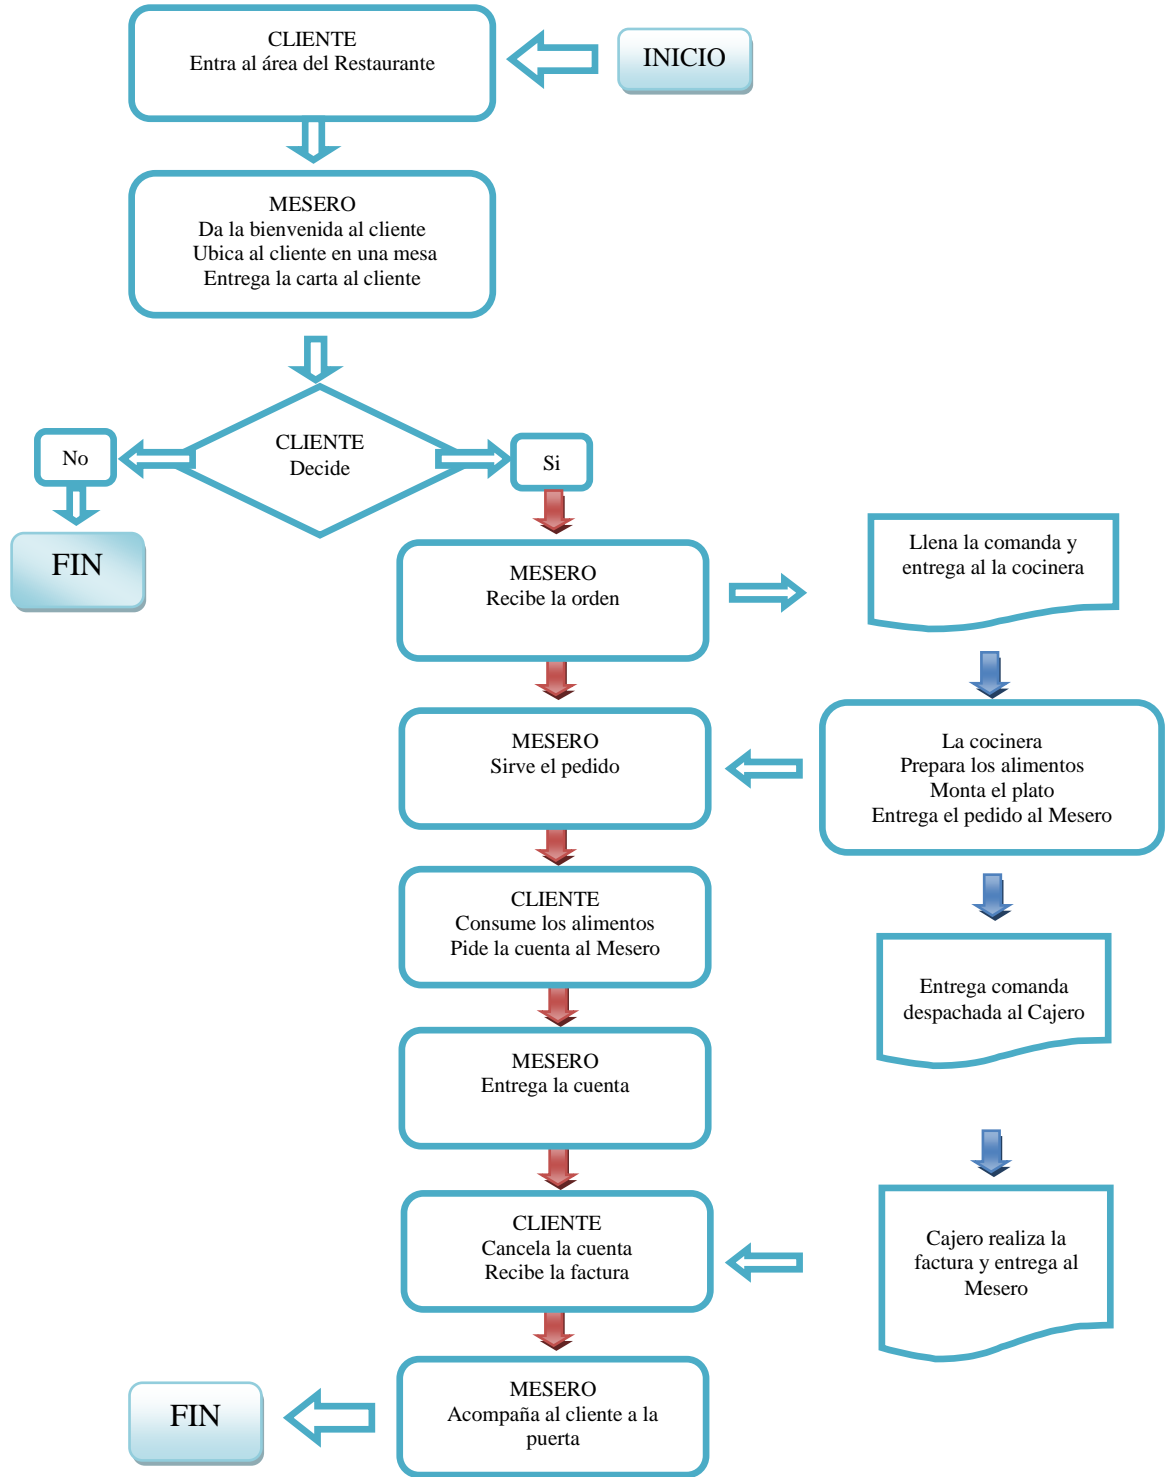 INICIO
CLIENTE
Entra al área del Restaurante
MESERO
Da la bienvenida al cliente
Ubica al cliente en una mesa
Entrega la carta al cliente
CLIENTE
Decide
No
Si
FIN
MESERO
Recibe la orden
Llena la comanda y
entrega al la cocinera
MESERO
Sirve el pedido
La cocinera
Prepara los alimentos
Monta el plato
Entrega el pedido al Mesero
CLIENTE
Consume los alimentos
Pide la cuenta al Mesero
Entrega comanda
despachada al Cajero
MESERO
Entrega la cuenta
CLIENTE
Cancela la cuenta
Recibe la factura
Cajero realiza la
factura y entrega al
Mesero
MESERO
Acompaña al cliente a la
puerta
FIN